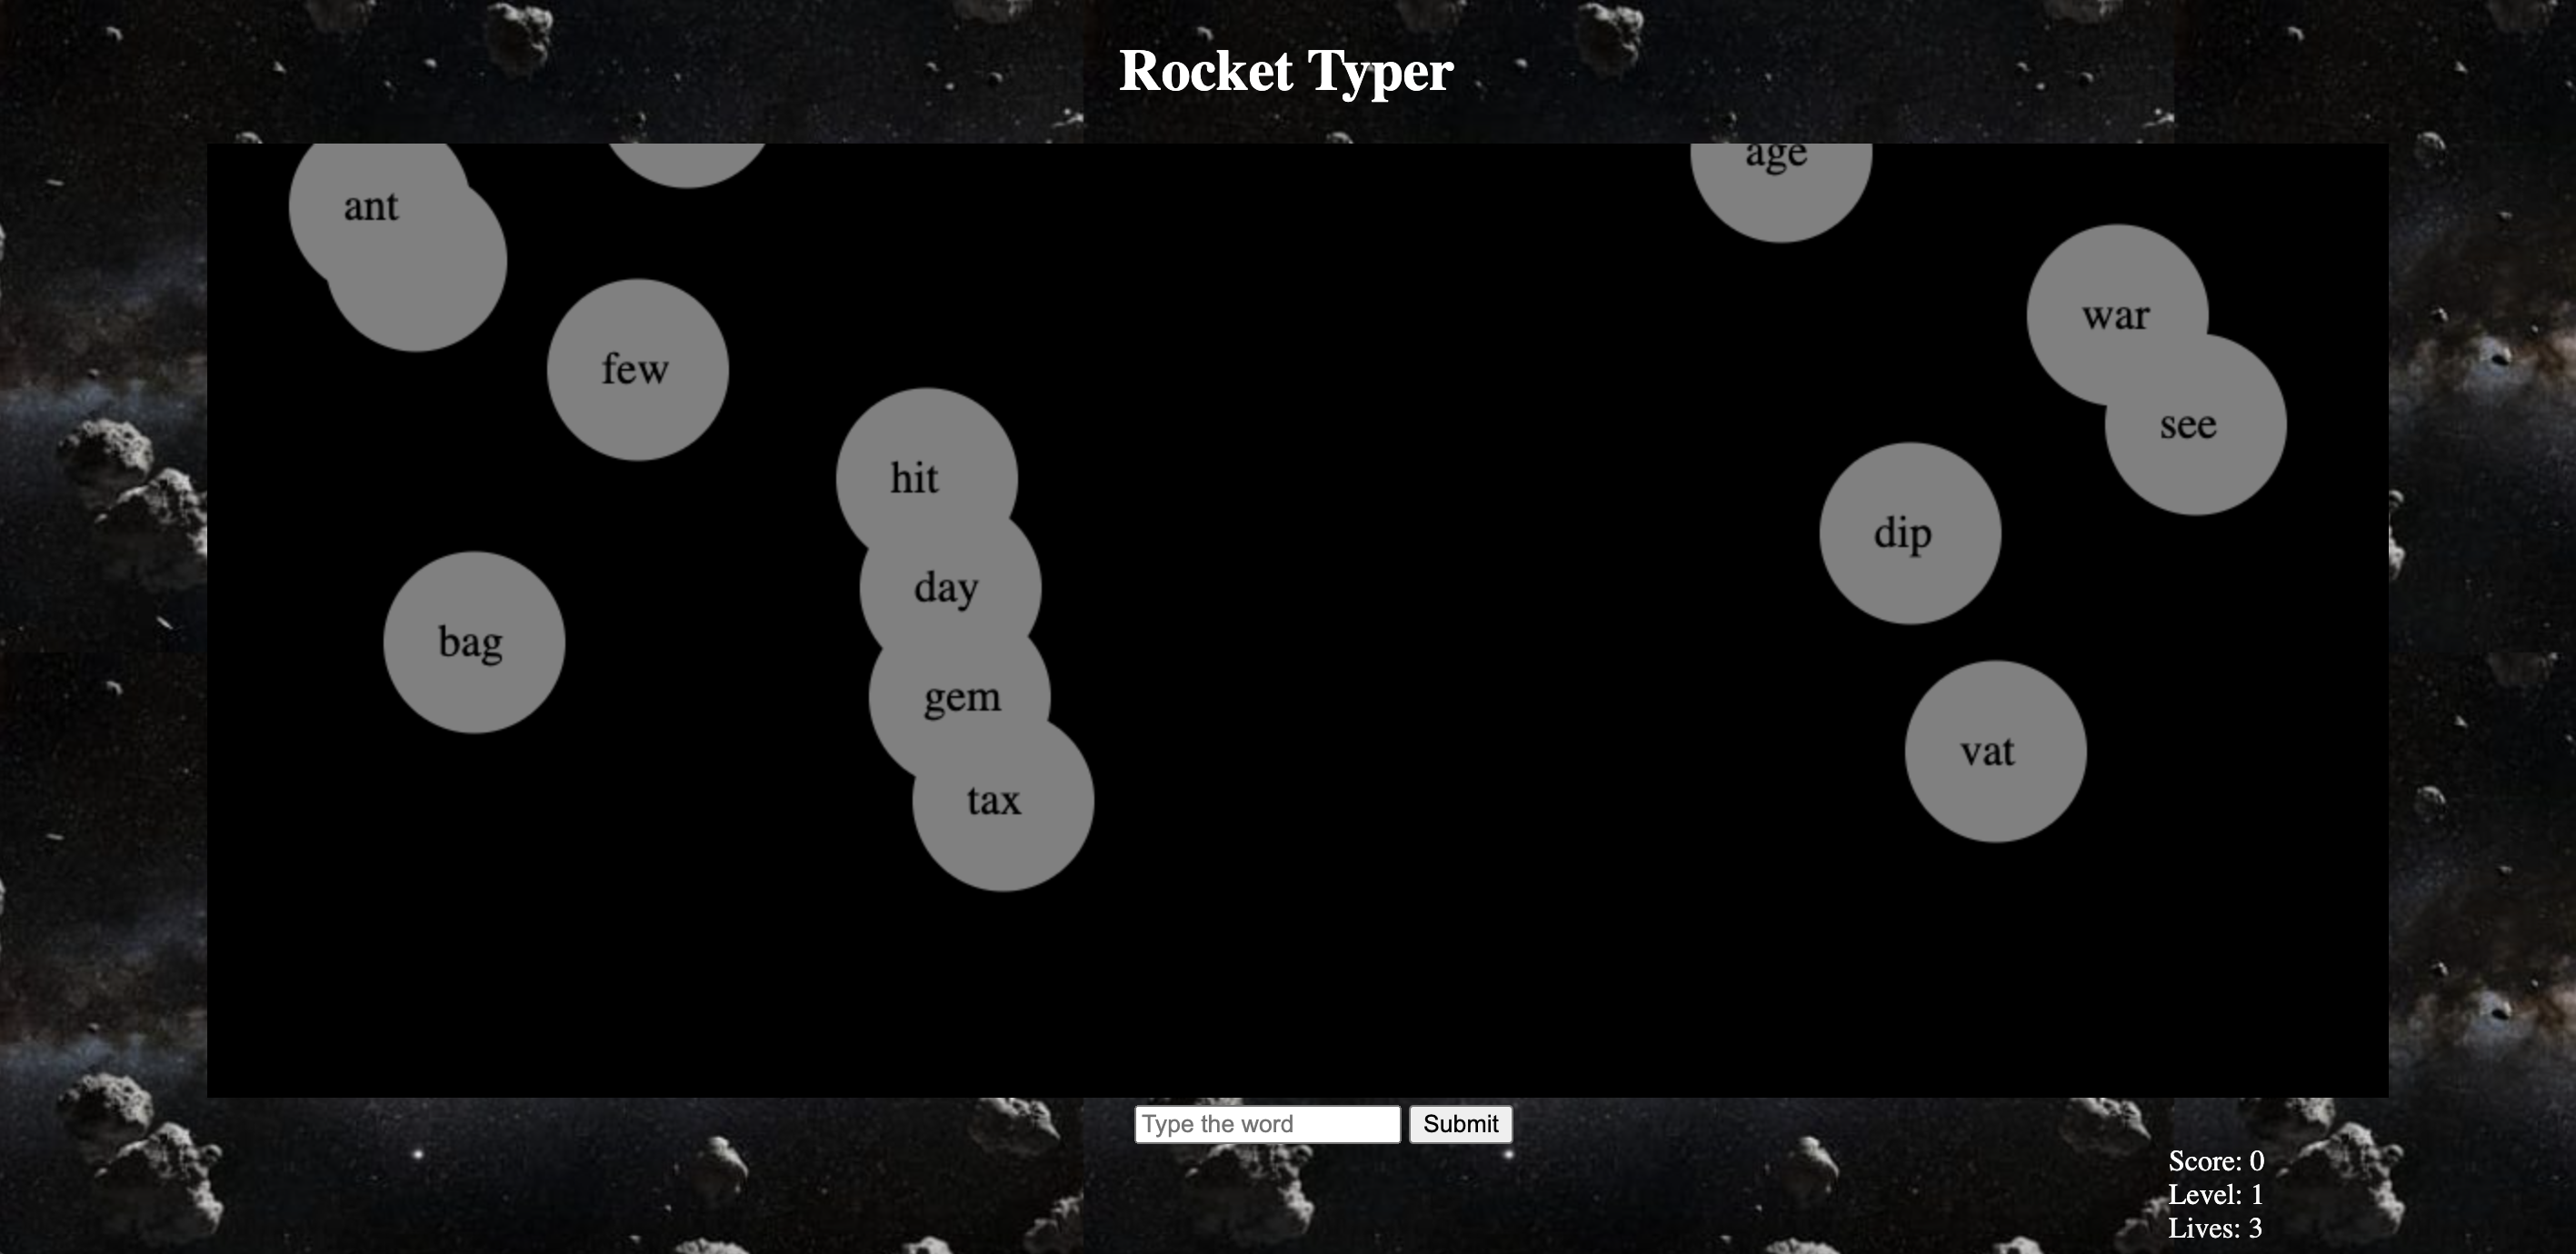 Rocket Typer
age
ant
war
few
see
hit
dip
day
bag
gem
vat
tax
Type the word
Submit
Score: 0
Level: 1
Lives: 3